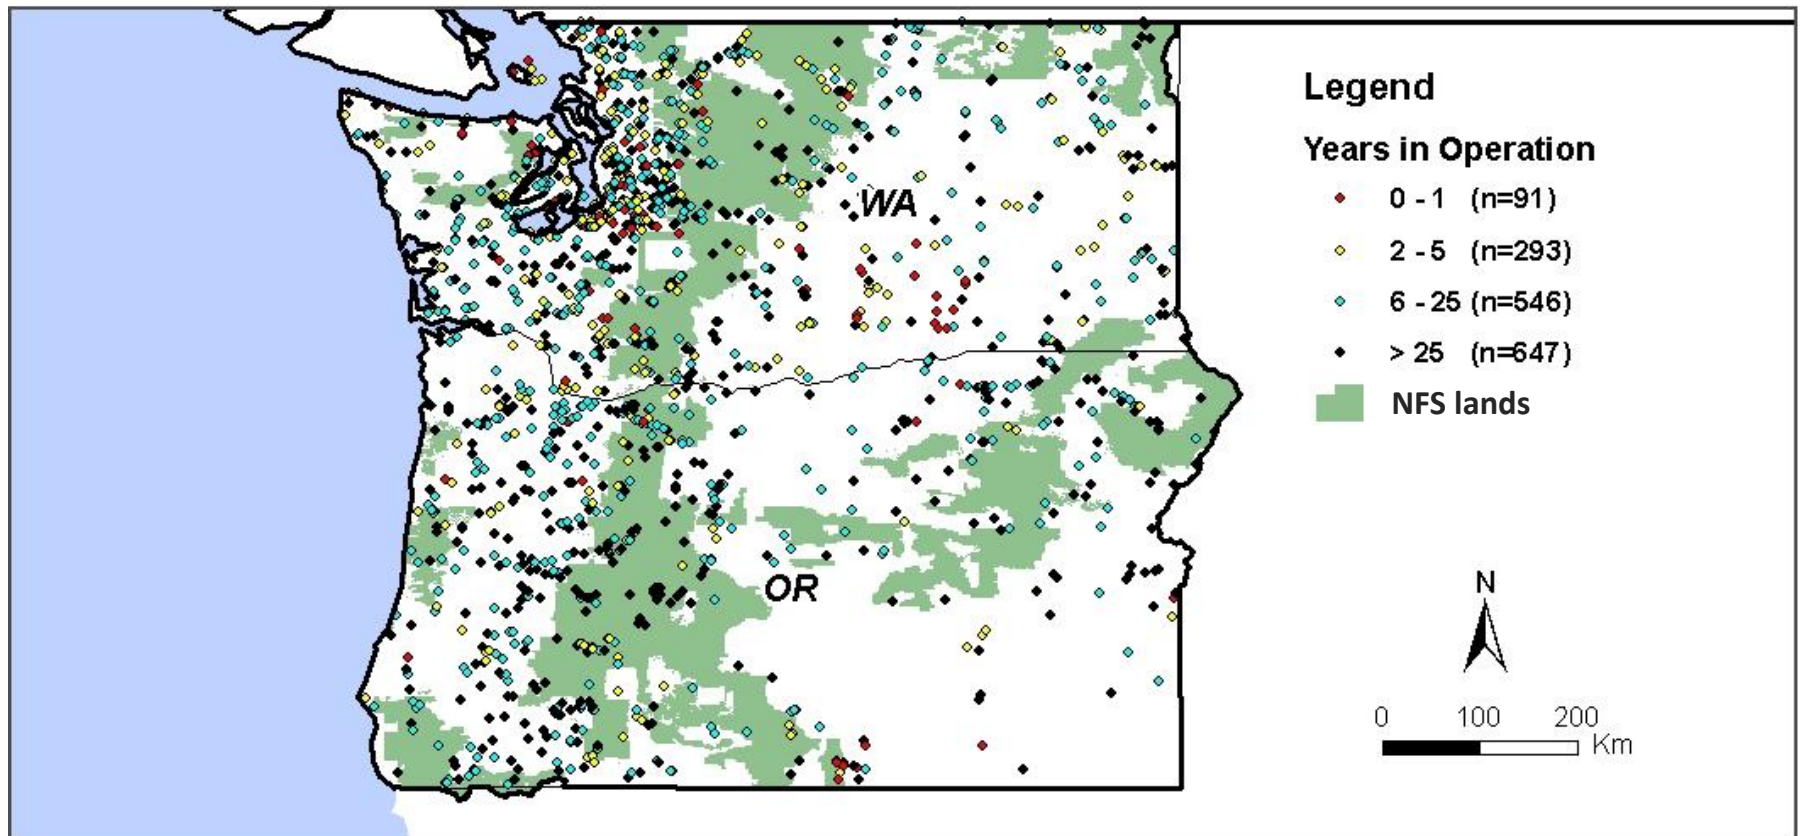 WA
OR
Legend
Years in Operation
0 - 1 (n=91)
2 - 5 (n=293)
6 - 25 (n=546)
> 25 (n=647)
NFS lands
N
0 100 200
Km